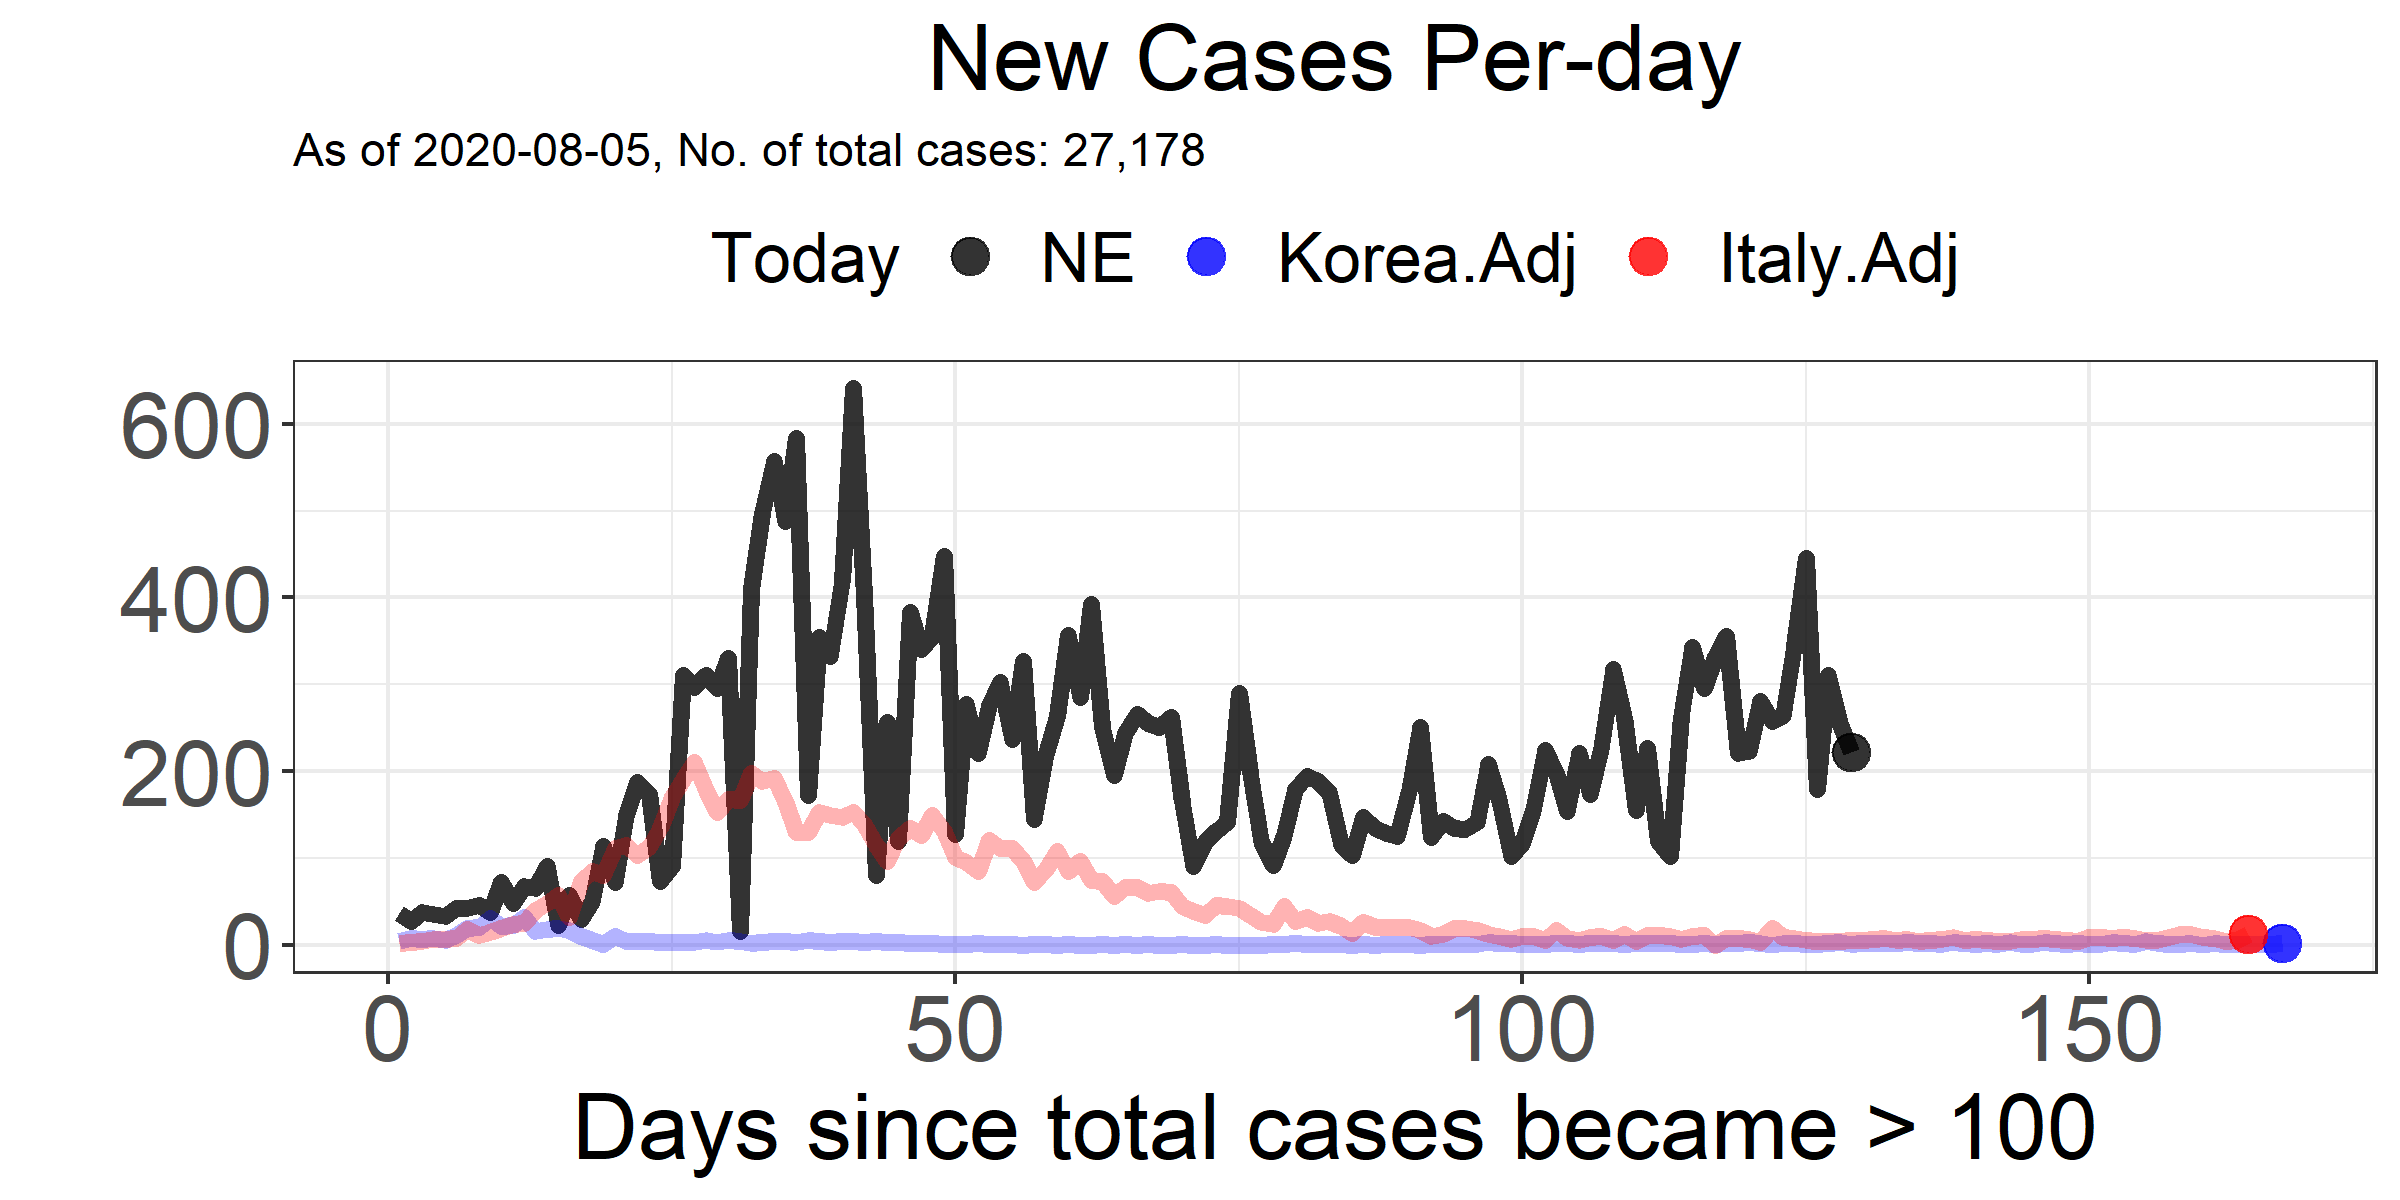 New Cases Per-day
As of 2020-08-05, No. of total cases: 27,178
Today NE Korea.Adj Italy.Adj
600
400
200
0
0 50 100 150
Days since total cases became > 100